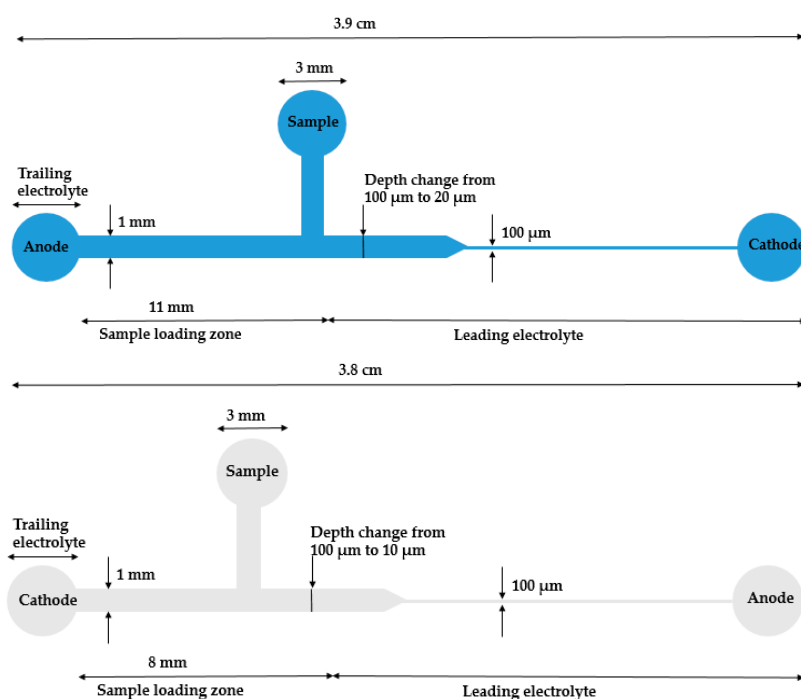 3.9 cm
3 mm
Sample
Trailing
electrolyte
Depth change from
100 µm to 20 µm
1 mm
100 µm
Anode
Cathode
11 mm
Sample loading zone
Leading electrolyte
3.8 cm
3 mm
Sample
Trailing
electrolyte
Depth change from
100 µm to 10 µm
1 mm
100 µm
Cathode
Anode
8 mm
Sample loading zone
Leading electrolyte